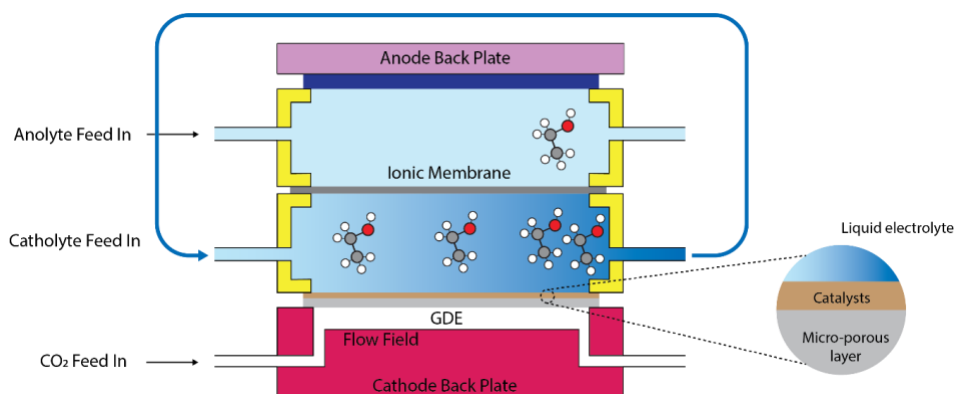 Anode Back Plate
Anolyte Feed In
Ionic Membrane
Catholyte Feed In
Liquid electrolyte
Catalysts
GDE
Micro-porous
layer
Flow Field
CO₂ Feed In
Cathode Back Plate